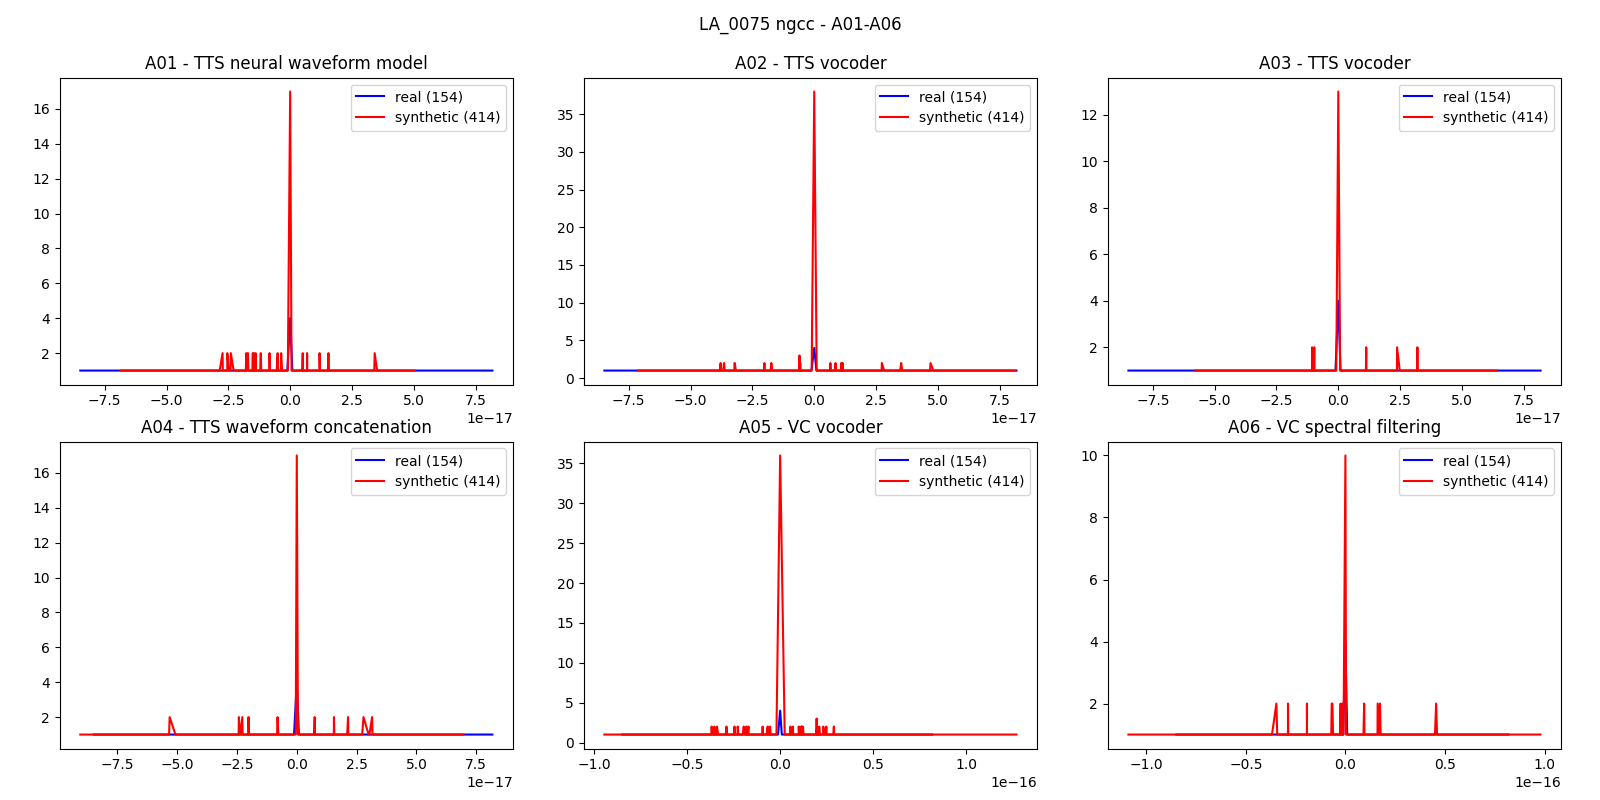 LA_0075 ngcc - A01-A06
A01 - TTS neural waveform model
16
14
12
10
8
6
4
2
real (154)
synthetic (414)
−7.5 −5.0 −2.5 0.0 2.5 5.0 7.5
1e−17
A02 - TTS vocoder
35
30
25
20
15
10
5
0
real (154)
synthetic (414)
−7.5 −5.0 −2.5 0.0 2.5 5.0 7.5
1e−17
A03 - TTS vocoder
12
10
8
6
4
2
real (154)
synthetic (414)
−7.5 −5.0 −2.5 0.0 2.5 5.0 7.5
1e−17
A04 - TTS waveform concatenation
16
14
12
10
8
6
4
2
real (154)
synthetic (414)
−7.5 −5.0 −2.5 0.0 2.5 5.0 7.5
1e−17
A05 - VC vocoder
35
30
25
20
15
10
5
0
real (154)
synthetic (414)
−1.0 −0.5 0.0 0.5 1.0
1e−16
A06 - VC spectral filtering
10
8
6
4
2
real (154)
synthetic (414)
−1.0 −0.5 0.0 0.5 1.0
1e−16